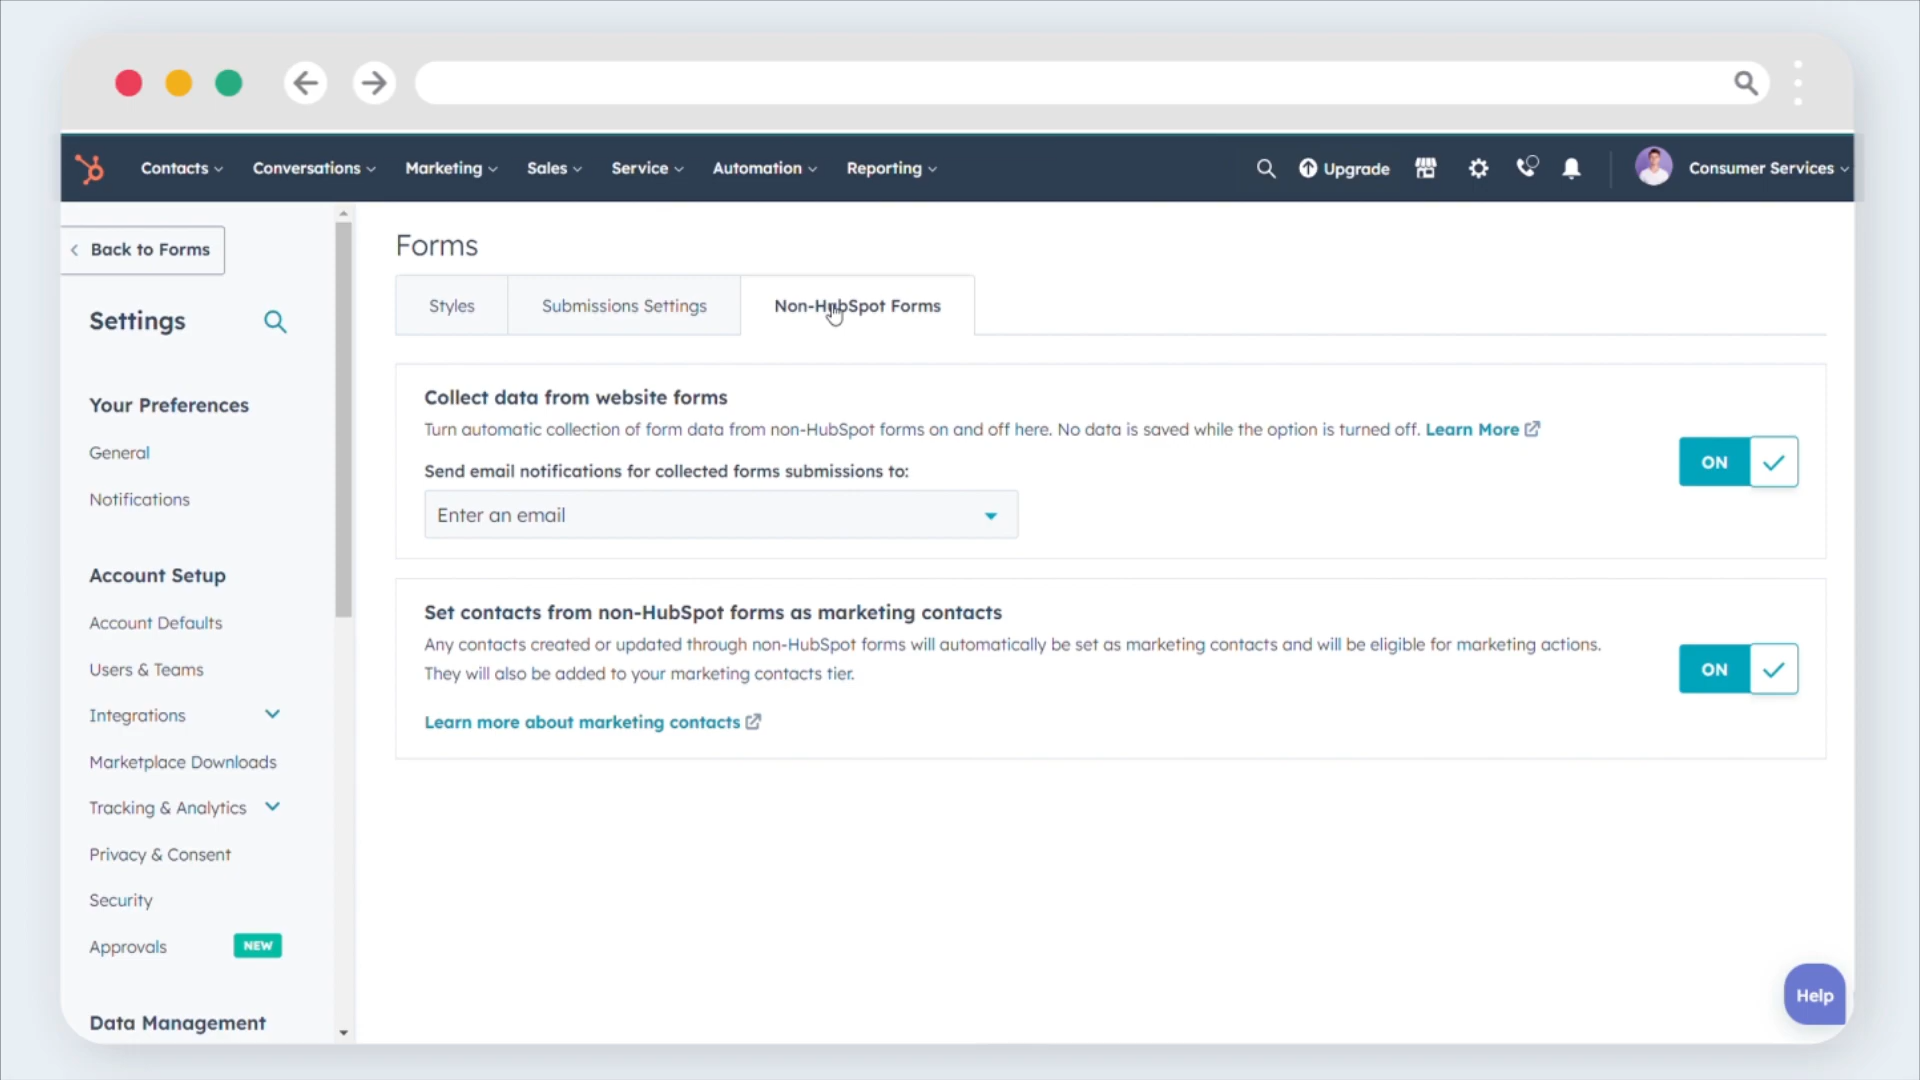 Contacts
Conversations
Marketing
Sales
Service
Automation
Reporting
Upgrade
Consumer Services
Back to Forms
Settings
Your Preferences
General
Notifications
Account Setup
Account Defaults
Users & Teams
Integrations
Marketplace Downloads
Tracking & Analytics
Privacy & Consent
Security
Approvals NEW
Data Management
Forms
Styles
Submissions Settings
Non-HubSpot Forms
Collect data from website forms
Turn automatic collection of form data from non-HubSpot forms on and off here. No data is saved while the option is turned off. Learn More
ON
Send email notifications for collected forms submissions to:
Enter an email
Set contacts from non-HubSpot forms as marketing contacts
Any contacts created or updated through non-HubSpot forms will automatically be set as marketing contacts and will be eligible for marketing actions.
They will also be added to your marketing contacts tier.
ON
Learn more about marketing contacts
Help